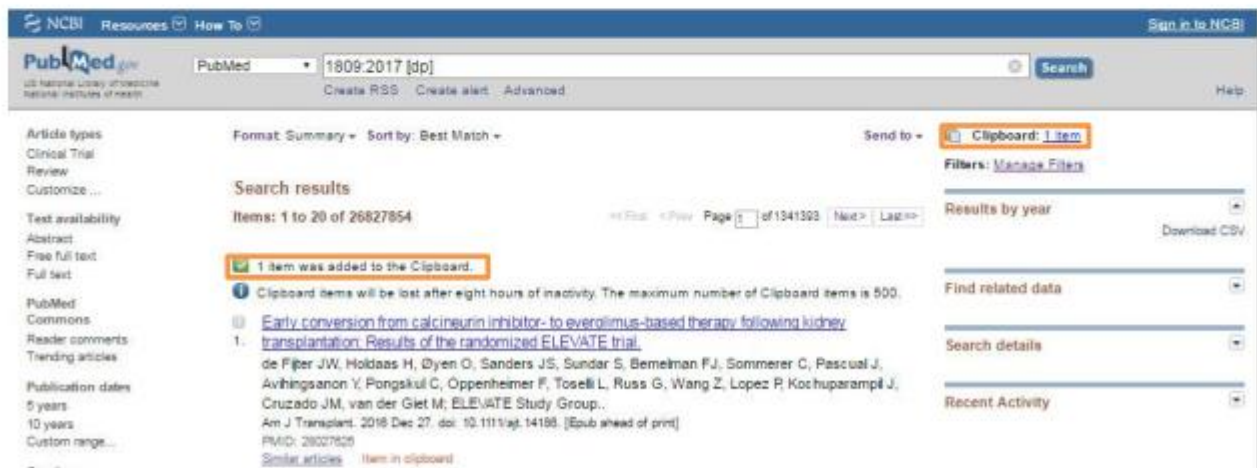 NCBI Resources How To Sign in to NCBI
PubMed.gov
US National Library of Medicine
National Institutes of Health
PubMed 1809:2017 [dp] Search
Create RSS Create alert Advanced Help
Article types
Clinical Trial
Review
Customize ...
Text availability
Abstract
Free full text
Full text
PubMed
Commons
Reader comments
Trending articles
Publication dates
5 years
10 years
Custom range...
Format: Summary Sort by: Best Match Send to
Search results
Items: 1 to 20 of 26827854 << First < Prev Page 1 of 1341393 Next > Last >>
1 item was added to the Clipboard.
Clipboard items will be lost after eight hours of inactivity. The maximum number of Clipboard items is 500.
Early conversion from calcineurin inhibitor- to everolimus-based therapy following kidney
1. transplantation: Results of the randomized ELEVATE trial.
de Fijter JW, Holdaas H, Øyen O, Sanders JS, Sundar S, Bemelman FJ, Sommerer C, Pascual J,
Avihingsanon Y, Pongskul C, Oppenheimer F, Toselli L, Russ G, Wang Z, Lopez P, Kochuparampil J,
Cruzado JM, van der Giet M; ELEVATE Study Group..
Am J Transplant. 2016 Dec 27. doi: 10.1111/ajt.14186. [Epub ahead of print]
PMID: 28027625
Similar articles Item in clipboard
Clipboard: 1 item
Filters: Manage Filters
Results by year
Download CSV
Find related data
Search details
Recent Activity